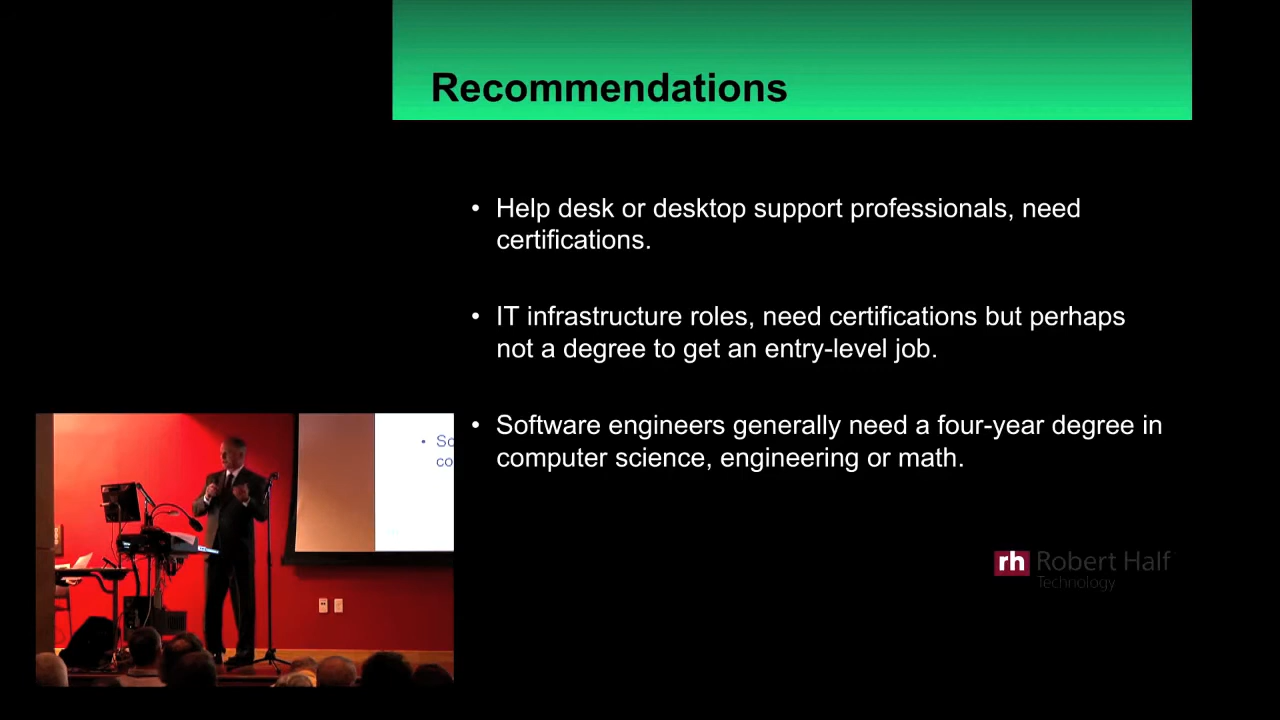 Recommendations
• Help desk or desktop support professionals, need
certifications.
• IT infrastructure roles, need certifications but perhaps
not a degree to get an entry-level job.
• Software engineers generally need a four-year degree in
computer science, engineering or math.
• So
co
rh Robert Half
Technology